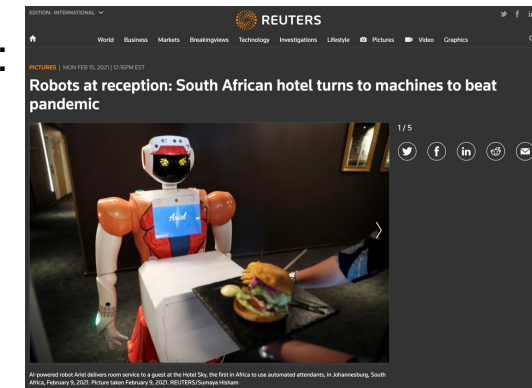 EDITION: INTERNATIONAL
REUTERS
World Business Markets Breakingviews Technology Investigations Lifestyle Pictures Video Graphics
PICTURES | MON FEB 15, 2021 | 12:16PM EST
Robots at reception: South African hotel turns to machines to beat
pandemic
1 / 5
Ariel
AI-powered robot Ariel delivers room service to a guest at the Hotel Sky, the first in Africa to use automated attendants, in Johannesburg, South
Africa, February 9, 2021. Picture taken February 9, 2021. REUTERS/Sumaya Hisham